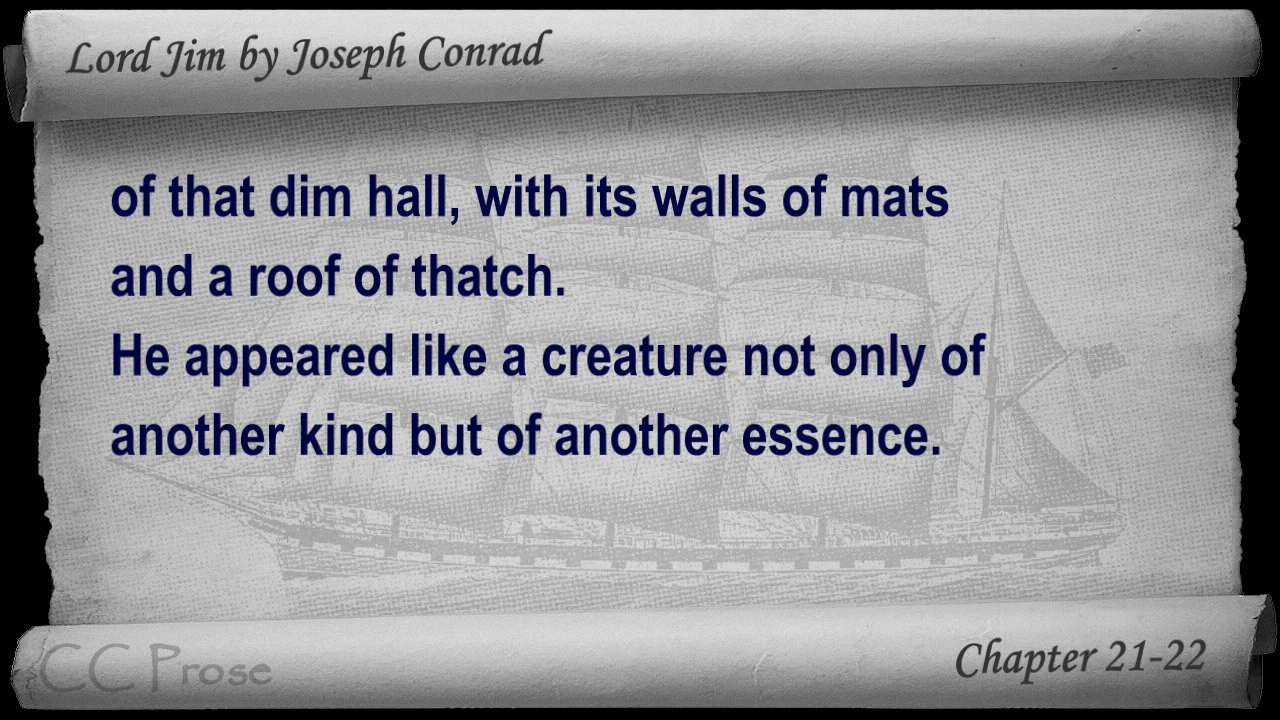 Lord Jim by Joseph Conrad
of that dim hall, with its walls of mats
and a roof of thatch.
He appeared like a creature not only of
another kind but of another essence.
CC Prose
Chapter 21-22